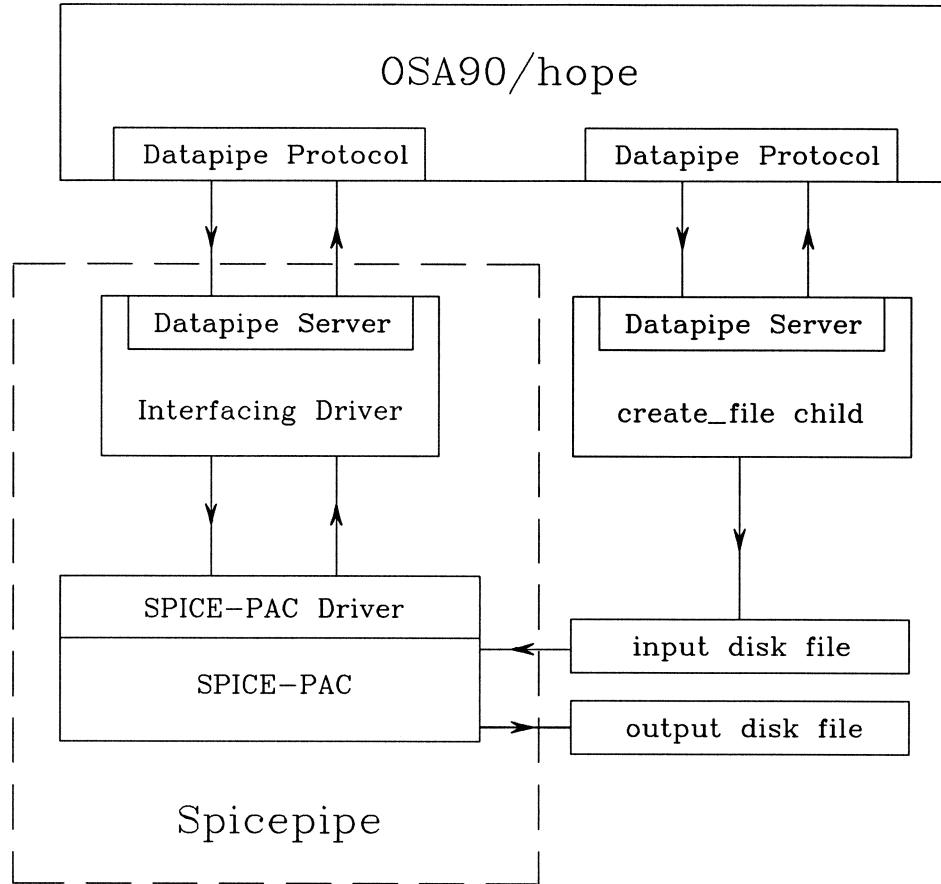 OSA90/hope
Datapipe Protocol
Datapipe Protocol
Datapipe Server
Datapipe Server
Interfacing Driver
create_file child
SPICE-PAC Driver
input disk file
SPICE-PAC
output disk file
Spicepipe